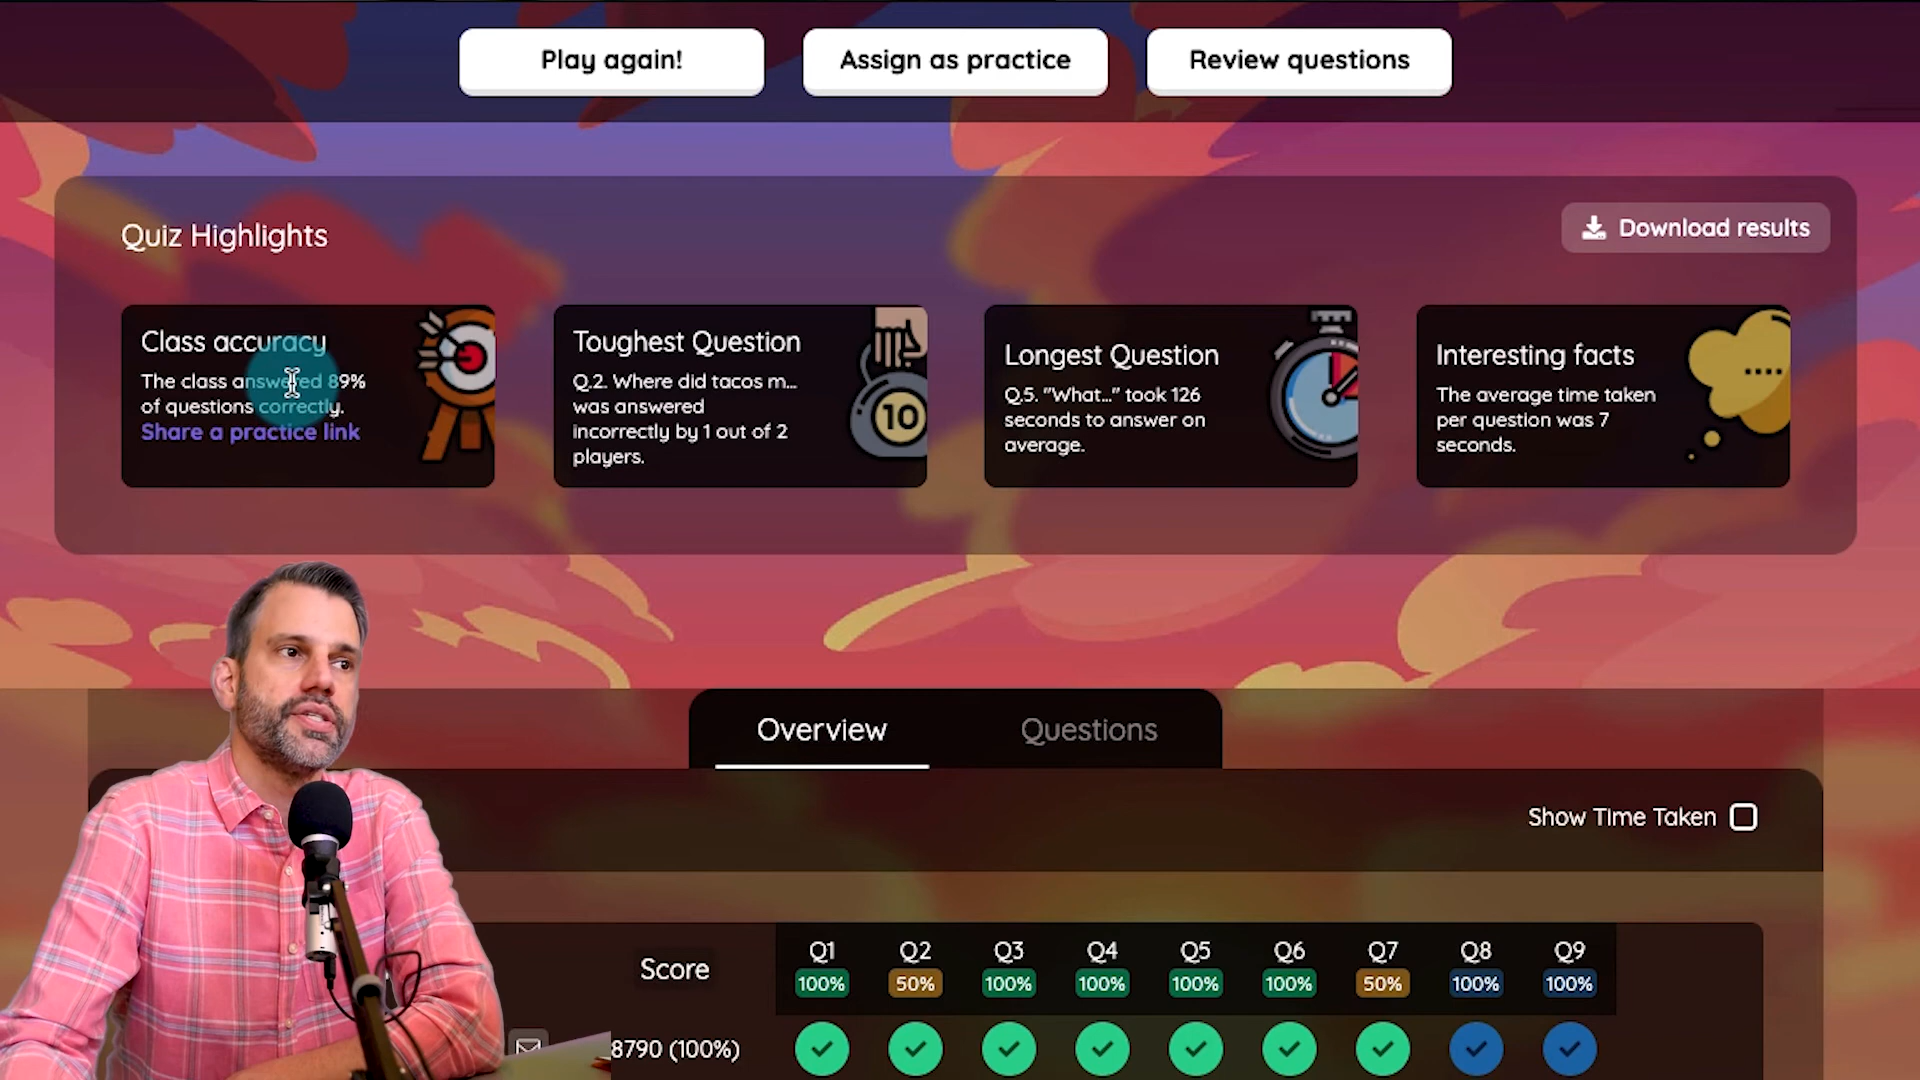 Play again!
Assign as practice
Review questions
Quiz Highlights
Download results
Class accuracy
The class answered 89%
of questions correctly.
Share a practice link
Toughest Question
Q.2. Where did tacos m...
was answered
incorrectly by 1 out of 2
players.
10
Longest Question
Q.5. "What..." took 126
seconds to answer on
average.
Interesting facts
The average time taken
per question was 7
seconds.
Overview
Questions
Show Time Taken
Score
Q1 Q2 Q3 Q4 Q5 Q6 Q7 Q8 Q9
100% 50% 100% 100% 100% 100% 50% 100% 100%
8790 (100%)